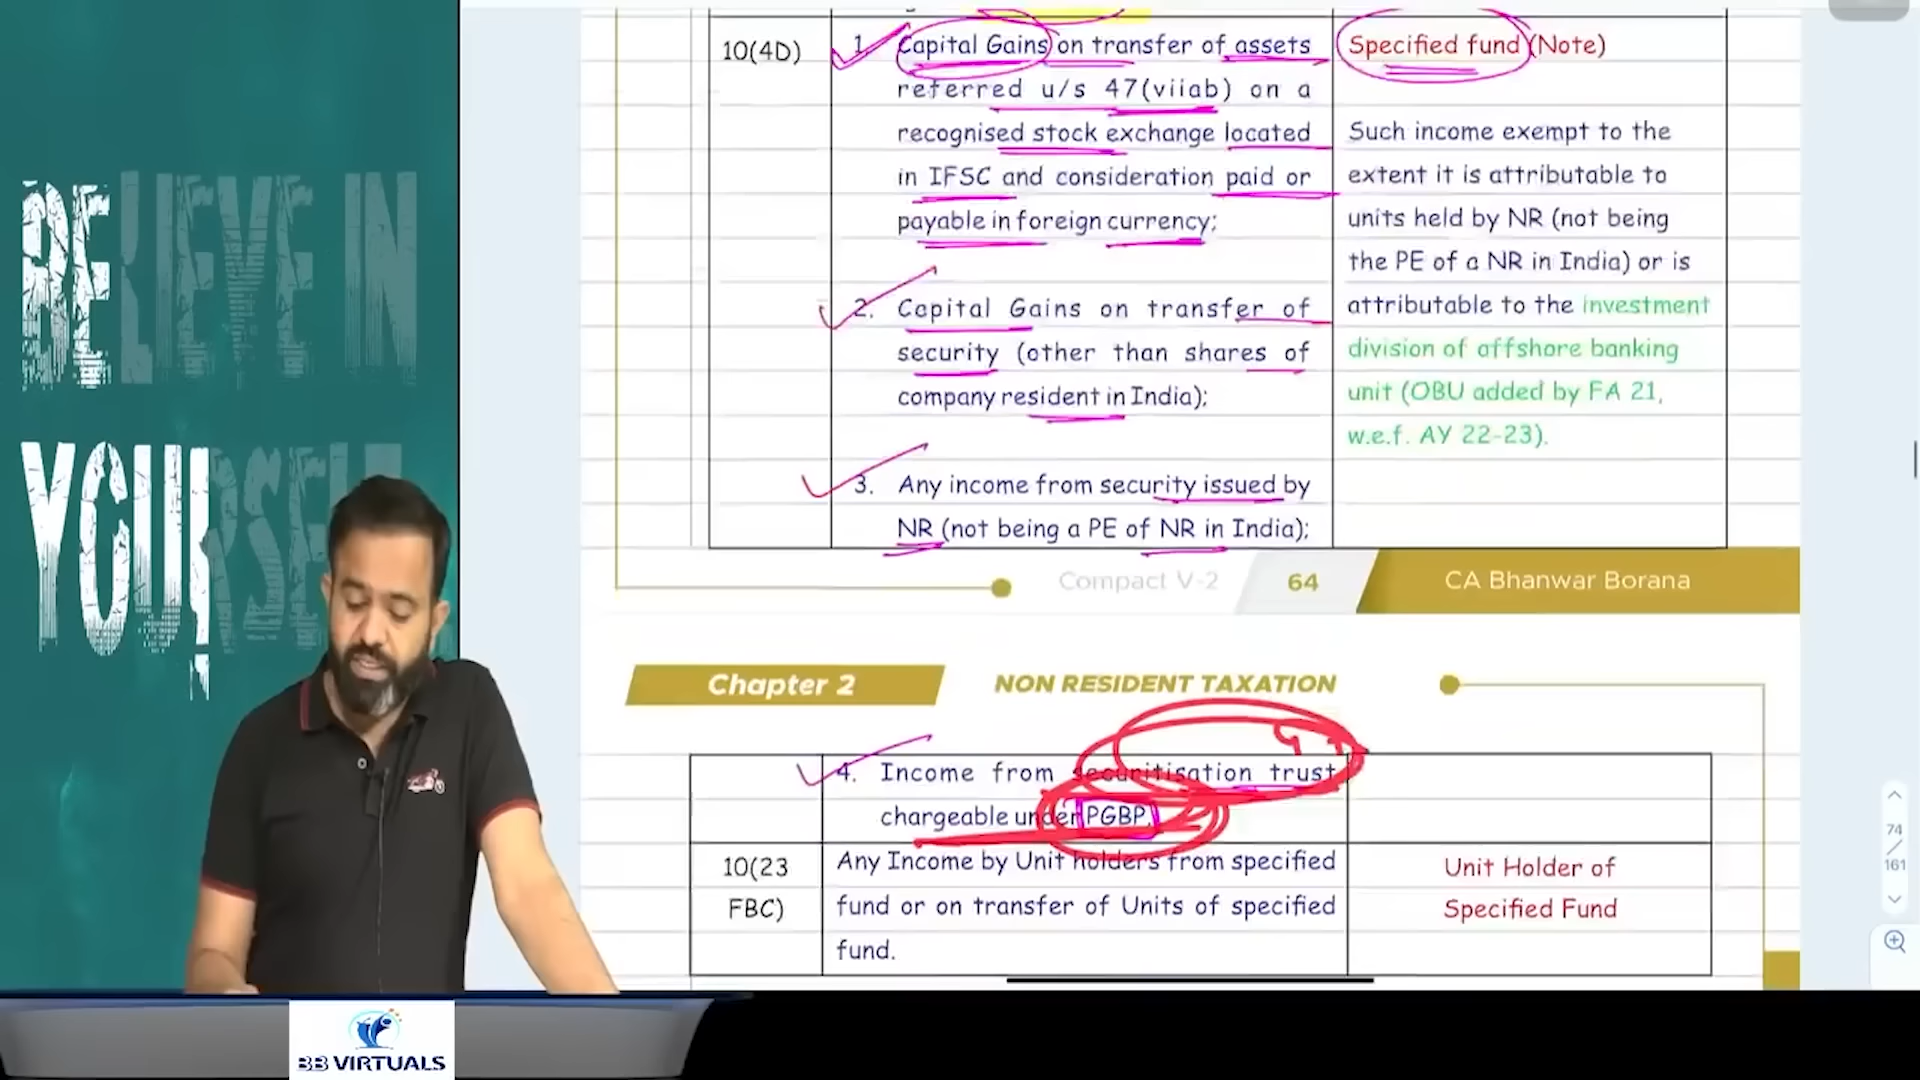 BELIEVE IN
YOURSELF
10(4D)
1. Capital Gains on transfer of assets
referred u/s 47(viiab) on a
recognised stock exchange located
in IFSC and consideration paid or
payable in foreign currency;
2. Capital Gains on transfer of
security (other than shares of
company resident in India);
3. Any income from security issued by
NR (not being a PE of NR in India);
Specified fund (Note)
Such income exempt to the
extent it is attributable to
units held by NR (not being
the PE of a NR in India) or is
attributable to the investment
division of offshore banking
unit (OBU added by FA 21,
w.e.f. AY 22-23).
Compact V-2
64
CA Bhanwar Borana
Chapter 2
NON RESIDENT TAXATION
4. Income from securitisation trust
chargeable under PGBP.
10(23
FBC)
Any Income by Unit holders from specified
fund or on transfer of Units of specified
fund.
Unit Holder of
Specified Fund
74
/
161
BB VIRTUALS